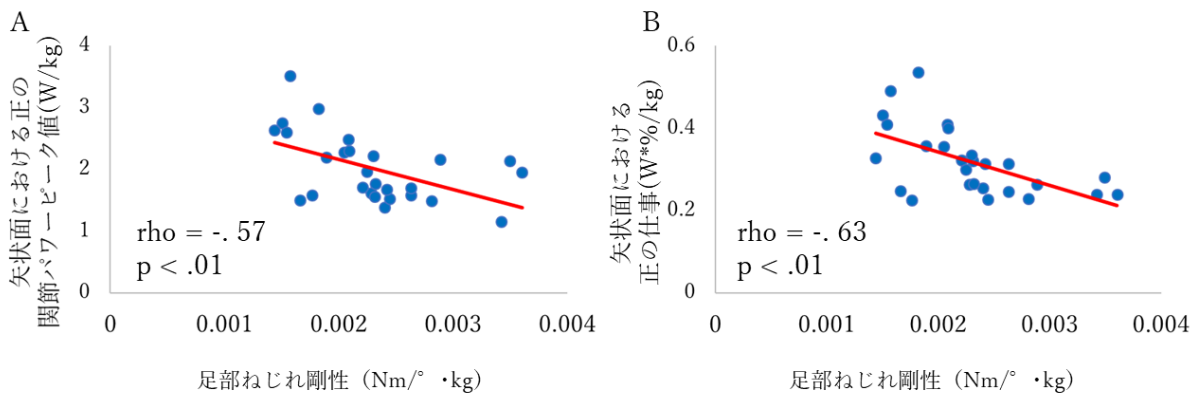 A
矢状面における正の
関節パワーピーク値(W/kg)
4
3
2
1
0
rho = -. 57
p < .01
0
0.001
0.002
0.003
0.004
足部ねじれ剛性（Nm/° ・kg）
B
矢状面における
正の仕事(W*%/kg)
0.6
0.4
0.2
0
rho = -. 63
p < .01
0
0.001
0.002
0.003
0.004
足部ねじれ剛性（Nm/° ・kg）